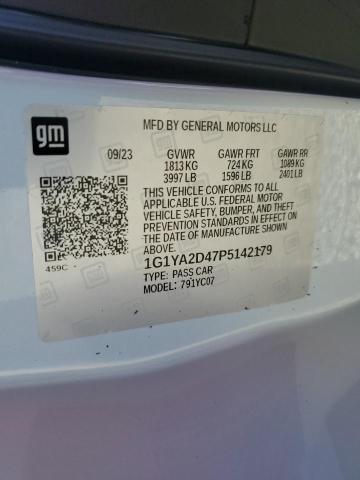 gm
MFD BY GENERAL MOTORS LLC
09/23 GVWR GAWR FRT GAWR RR
1813 KG 724 KG 1089 KG
3997 LB 1596 LB 2401 LB
THIS VEHICLE CONFORMS TO ALL
APPLICABLE U.S. FEDERAL MOTOR
VEHICLE SAFETY, BUMPER, AND THEFT
PREVENTION STANDARDS IN EFFECT ON
THE DATE OF MANUFACTURE SHOWN
ABOVE.
459C
1G1YA2D47P5142179
TYPE: PASS CAR
MODEL: 791YC07